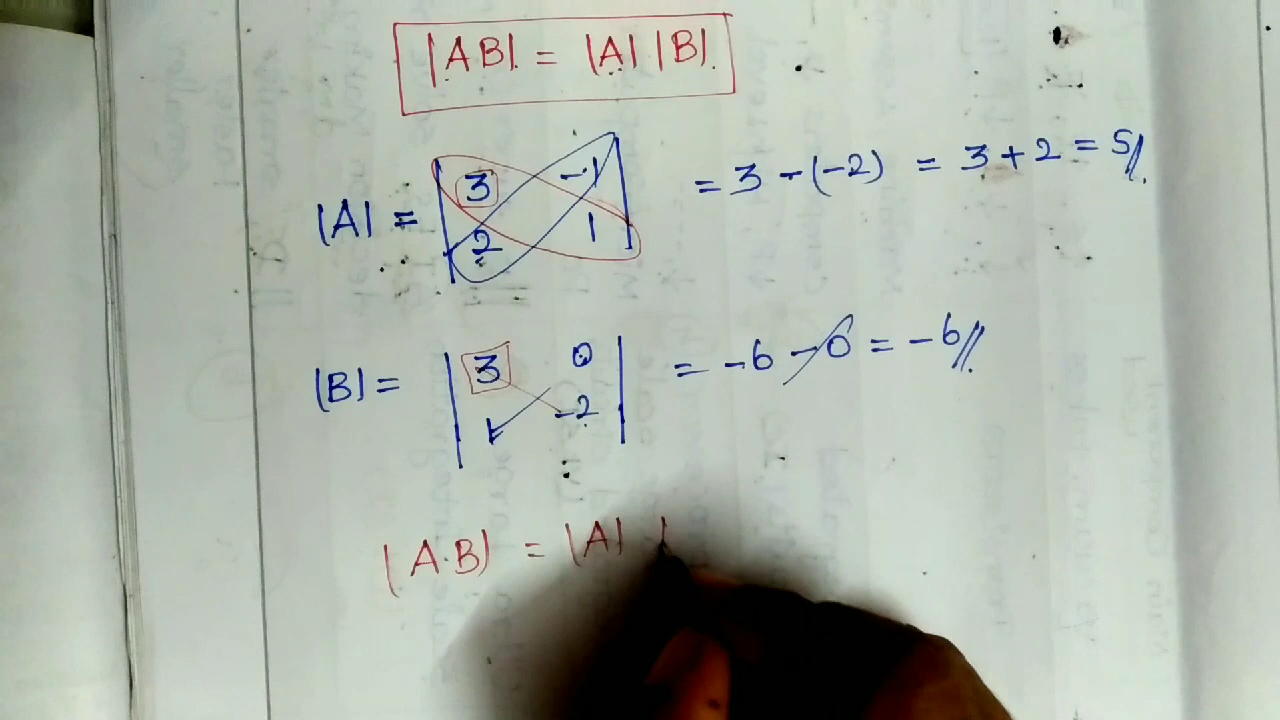 |AB| = |A| |B|
|A| = | 3 -1 | = 3 - (-2) = 3 + 2 = 5//
| 2 1 |
|B| = | 3 0 | = -6 - 0 = -6//
| 1 -2 |
|A.B| = |A| |